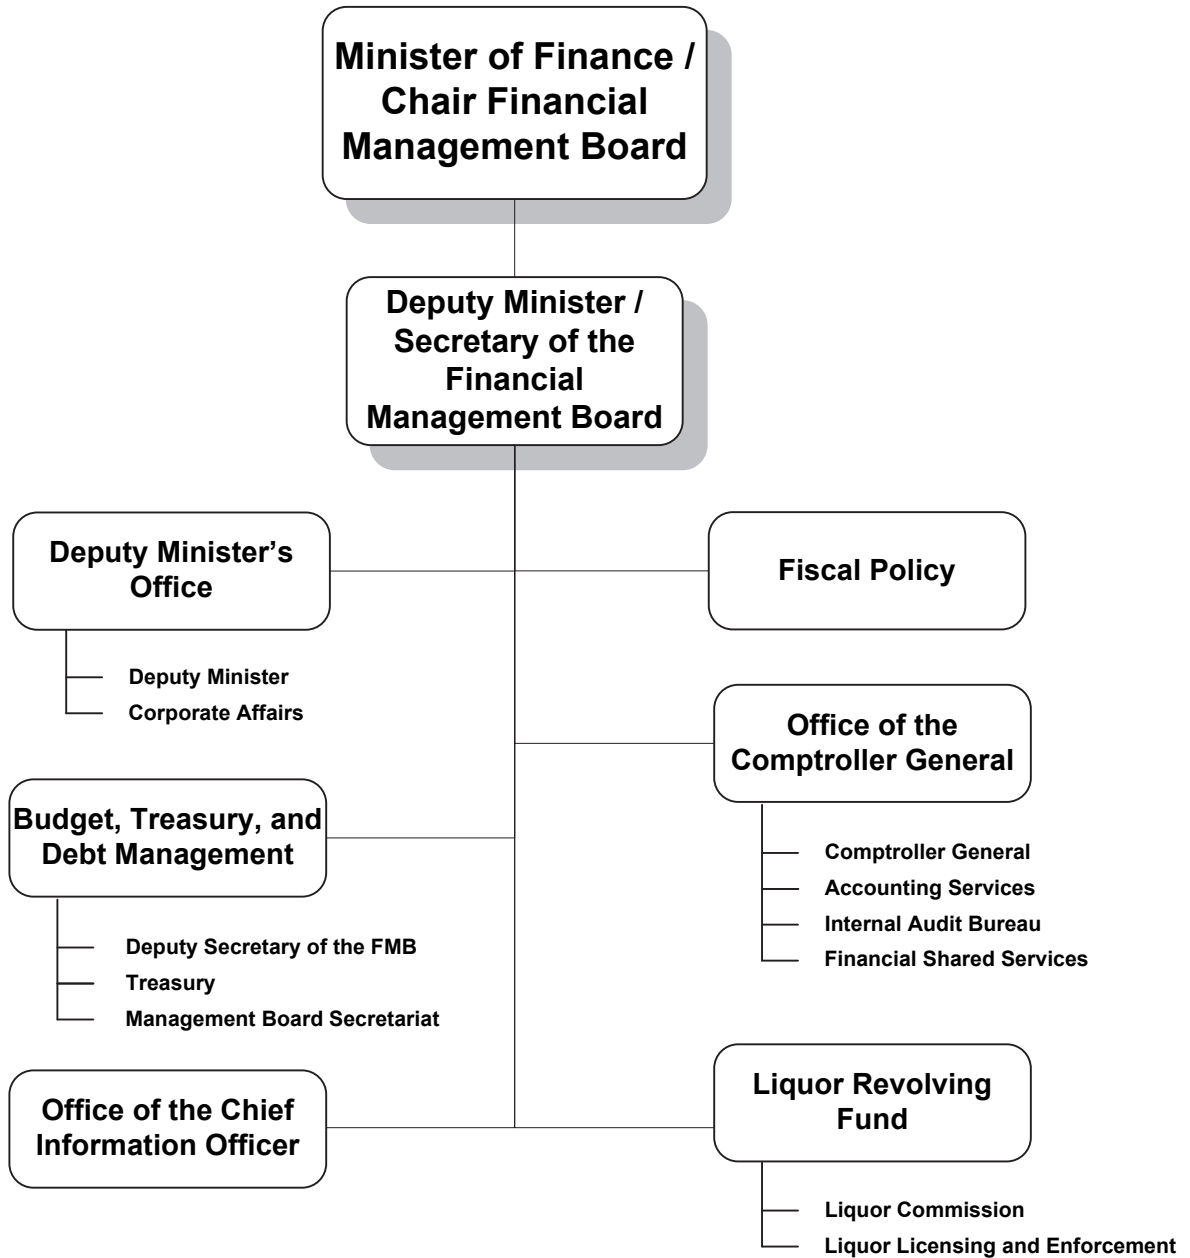 Minister of Finance /
Chair Financial
Management Board
Deputy Minister /
Secretary of the
Financial
Management Board
Deputy Minister’s
Office
Deputy Minister
Corporate Affairs
Fiscal Policy
Office of the
Comptroller General
Comptroller General
Accounting Services
Internal Audit Bureau
Financial Shared Services
Budget, Treasury, and
Debt Management
Deputy Secretary of the FMB
Treasury
Management Board Secretariat
Office of the Chief
Information Officer
Liquor Revolving
Fund
Liquor Commission
Liquor Licensing and Enforcement